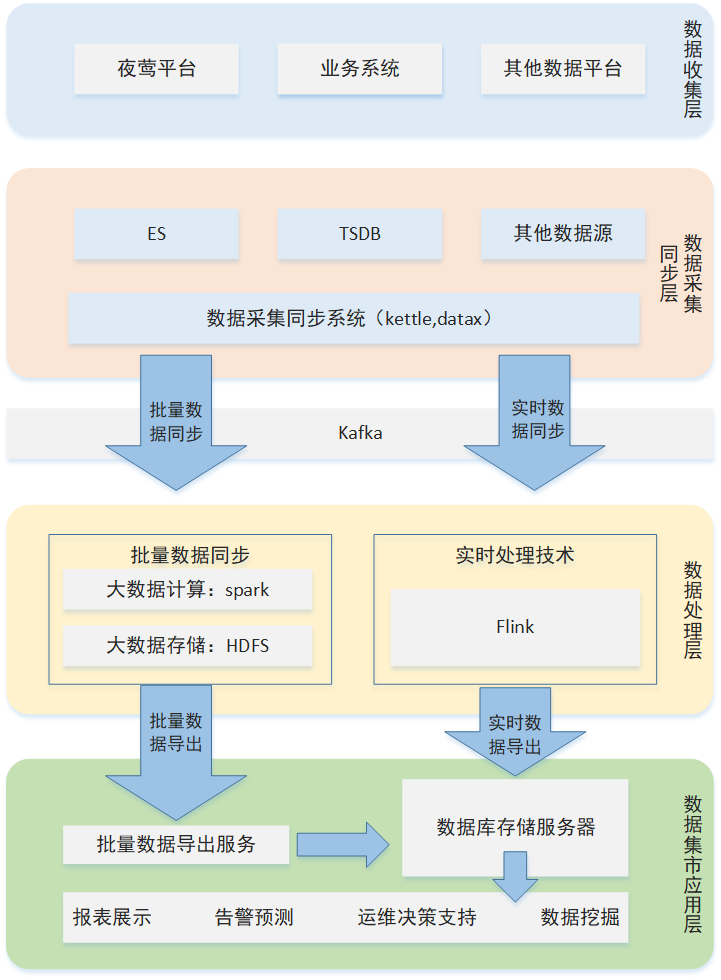 夜莺平台
业务系统
其他数据平台
数据收集层
ES
TSDB
其他数据源
数据采集
同步层
数据采集同步系统（kettle,datax）
批量数
据同步
实时数
据同步
Kafka
批量数据同步
大数据计算：spark
大数据存储：HDFS
实时处理技术
Flink
数据处理层
批量数
据导出
实时数
据导出
批量数据导出服务
数据库存储服务器
数据集市应用层
报表展示
告警预测
运维决策支持
数据挖掘